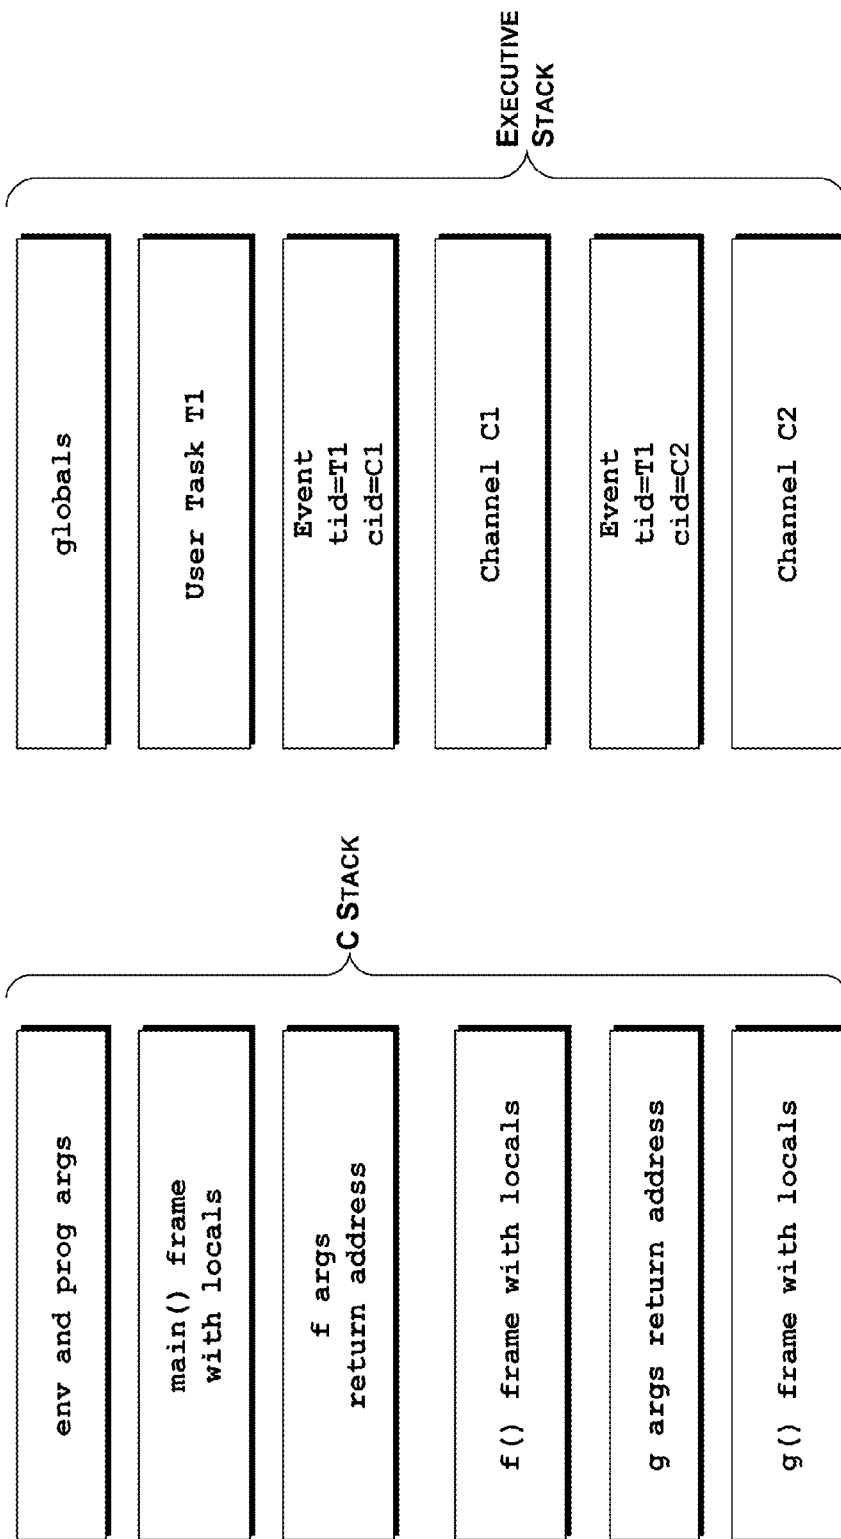 env and prog args
main() frame
with locals
f args
return address
f() frame with locals
g args return address
g() frame with locals
C STACK
globals
User Task T1
Event
tid=T1
cid=C1
Channel C1
Event
tid=T1
cid=C2
Channel C2
EXECUTIVE
STACK